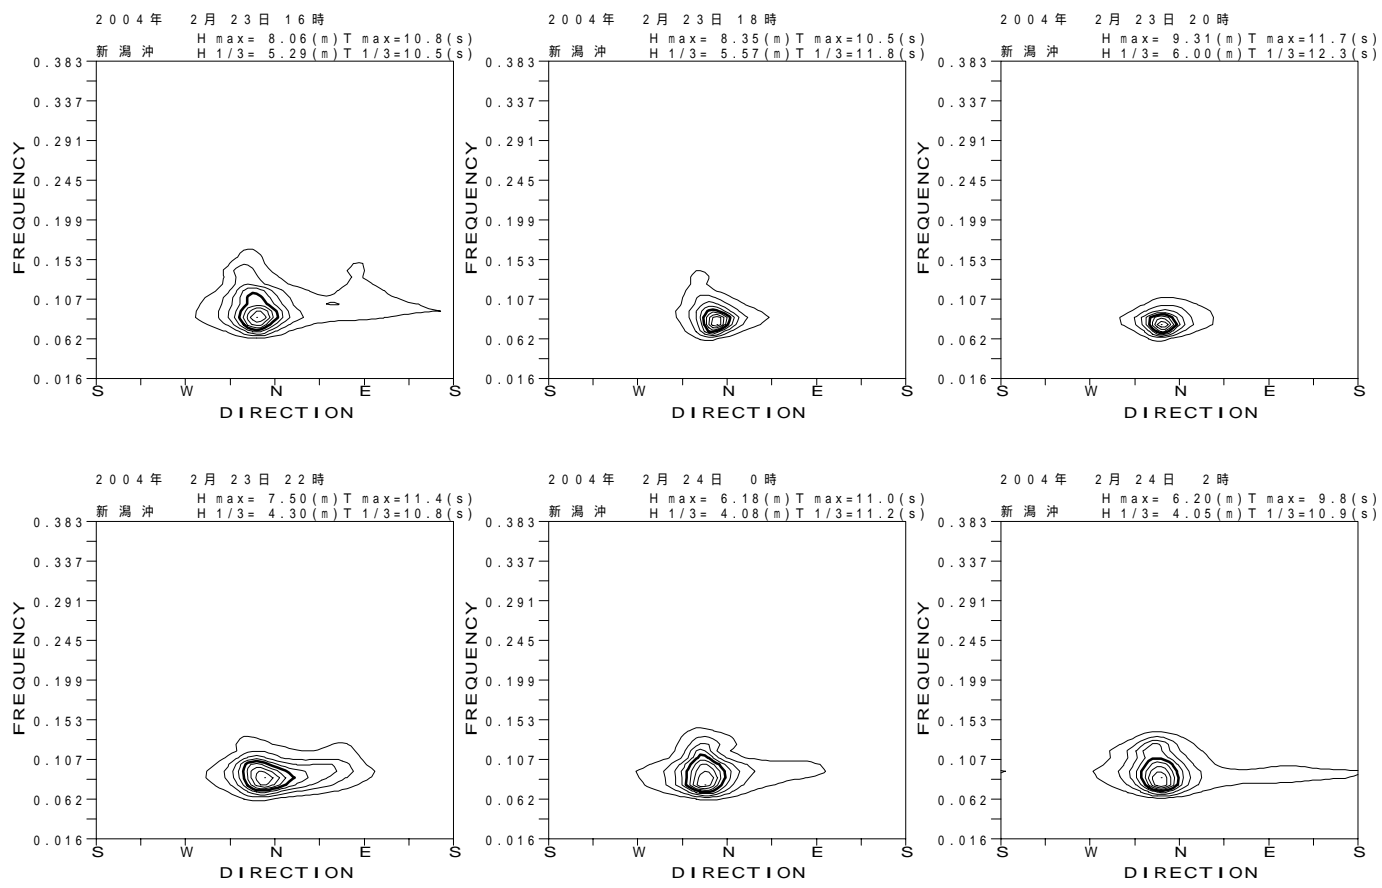 2004年 2月 23日 16時
H max= 8.06(m) T max=10.8(s)
新潟沖 H 1/3= 5.29(m) T 1/3=10.5(s)
0.383
0.337
0.291
0.245
0.199
0.153
0.107
0.062
0.016
FREQUENCY
S W N E S
DIRECTION
2004年 2月 23日 18時
H max= 8.35(m) T max=10.5(s)
新潟沖 H 1/3= 5.57(m) T 1/3=11.8(s)
0.383
0.337
0.291
0.245
0.199
0.153
0.107
0.062
0.016
FREQUENCY
S W N E S
DIRECTION
2004年 2月 23日 20時
H max= 9.31(m) T max=11.7(s)
新潟沖 H 1/3= 6.00(m) T 1/3=12.3(s)
0.383
0.337
0.291
0.245
0.199
0.153
0.107
0.062
0.016
FREQUENCY
S W N E S
DIRECTION
2004年 2月 23日 22時
H max= 7.50(m) T max=11.4(s)
新潟沖 H 1/3= 4.30(m) T 1/3=10.8(s)
0.383
0.337
0.291
0.245
0.199
0.153
0.107
0.062
0.016
FREQUENCY
S W N E S
DIRECTION
2004年 2月 24日 0時
H max= 6.18(m) T max=11.0(s)
新潟沖 H 1/3= 4.08(m) T 1/3=11.2(s)
0.383
0.337
0.291
0.245
0.199
0.153
0.107
0.062
0.016
FREQUENCY
S W N E S
DIRECTION
2004年 2月 24日 2時
H max= 6.20(m) T max= 9.8(s)
新潟沖 H 1/3= 4.05(m) T 1/3=10.9(s)
0.383
0.337
0.291
0.245
0.199
0.153
0.107
0.062
0.016
FREQUENCY
S W N E S
DIRECTION